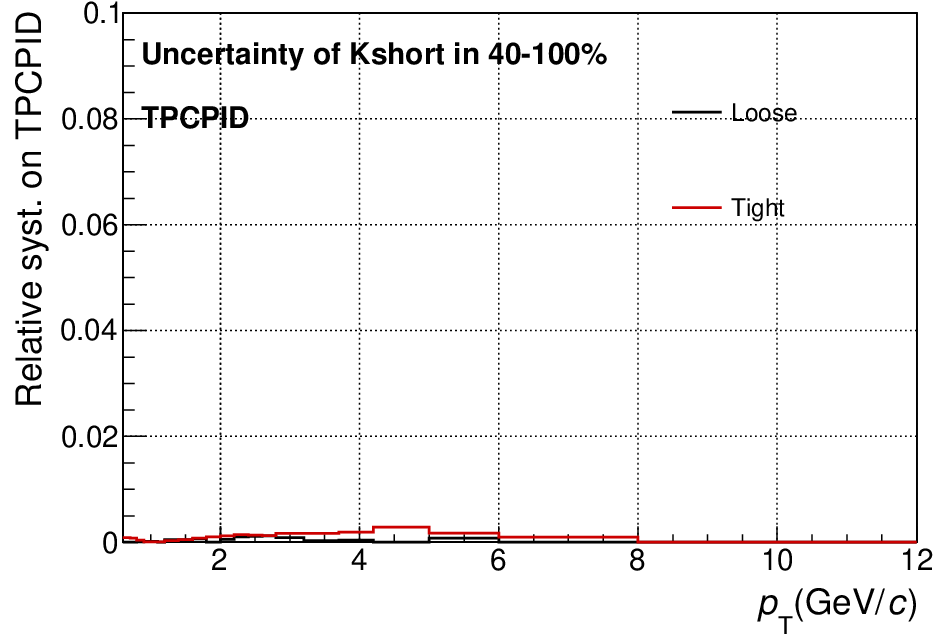 Relative syst. on TPCPID
0.1
0.08
0.06
0.04
0.02
0
Uncertainty of Kshort in 40-100%
TPCPID
Loose
Tight
2 4 6 8 10 12
p_T(GeV/c)